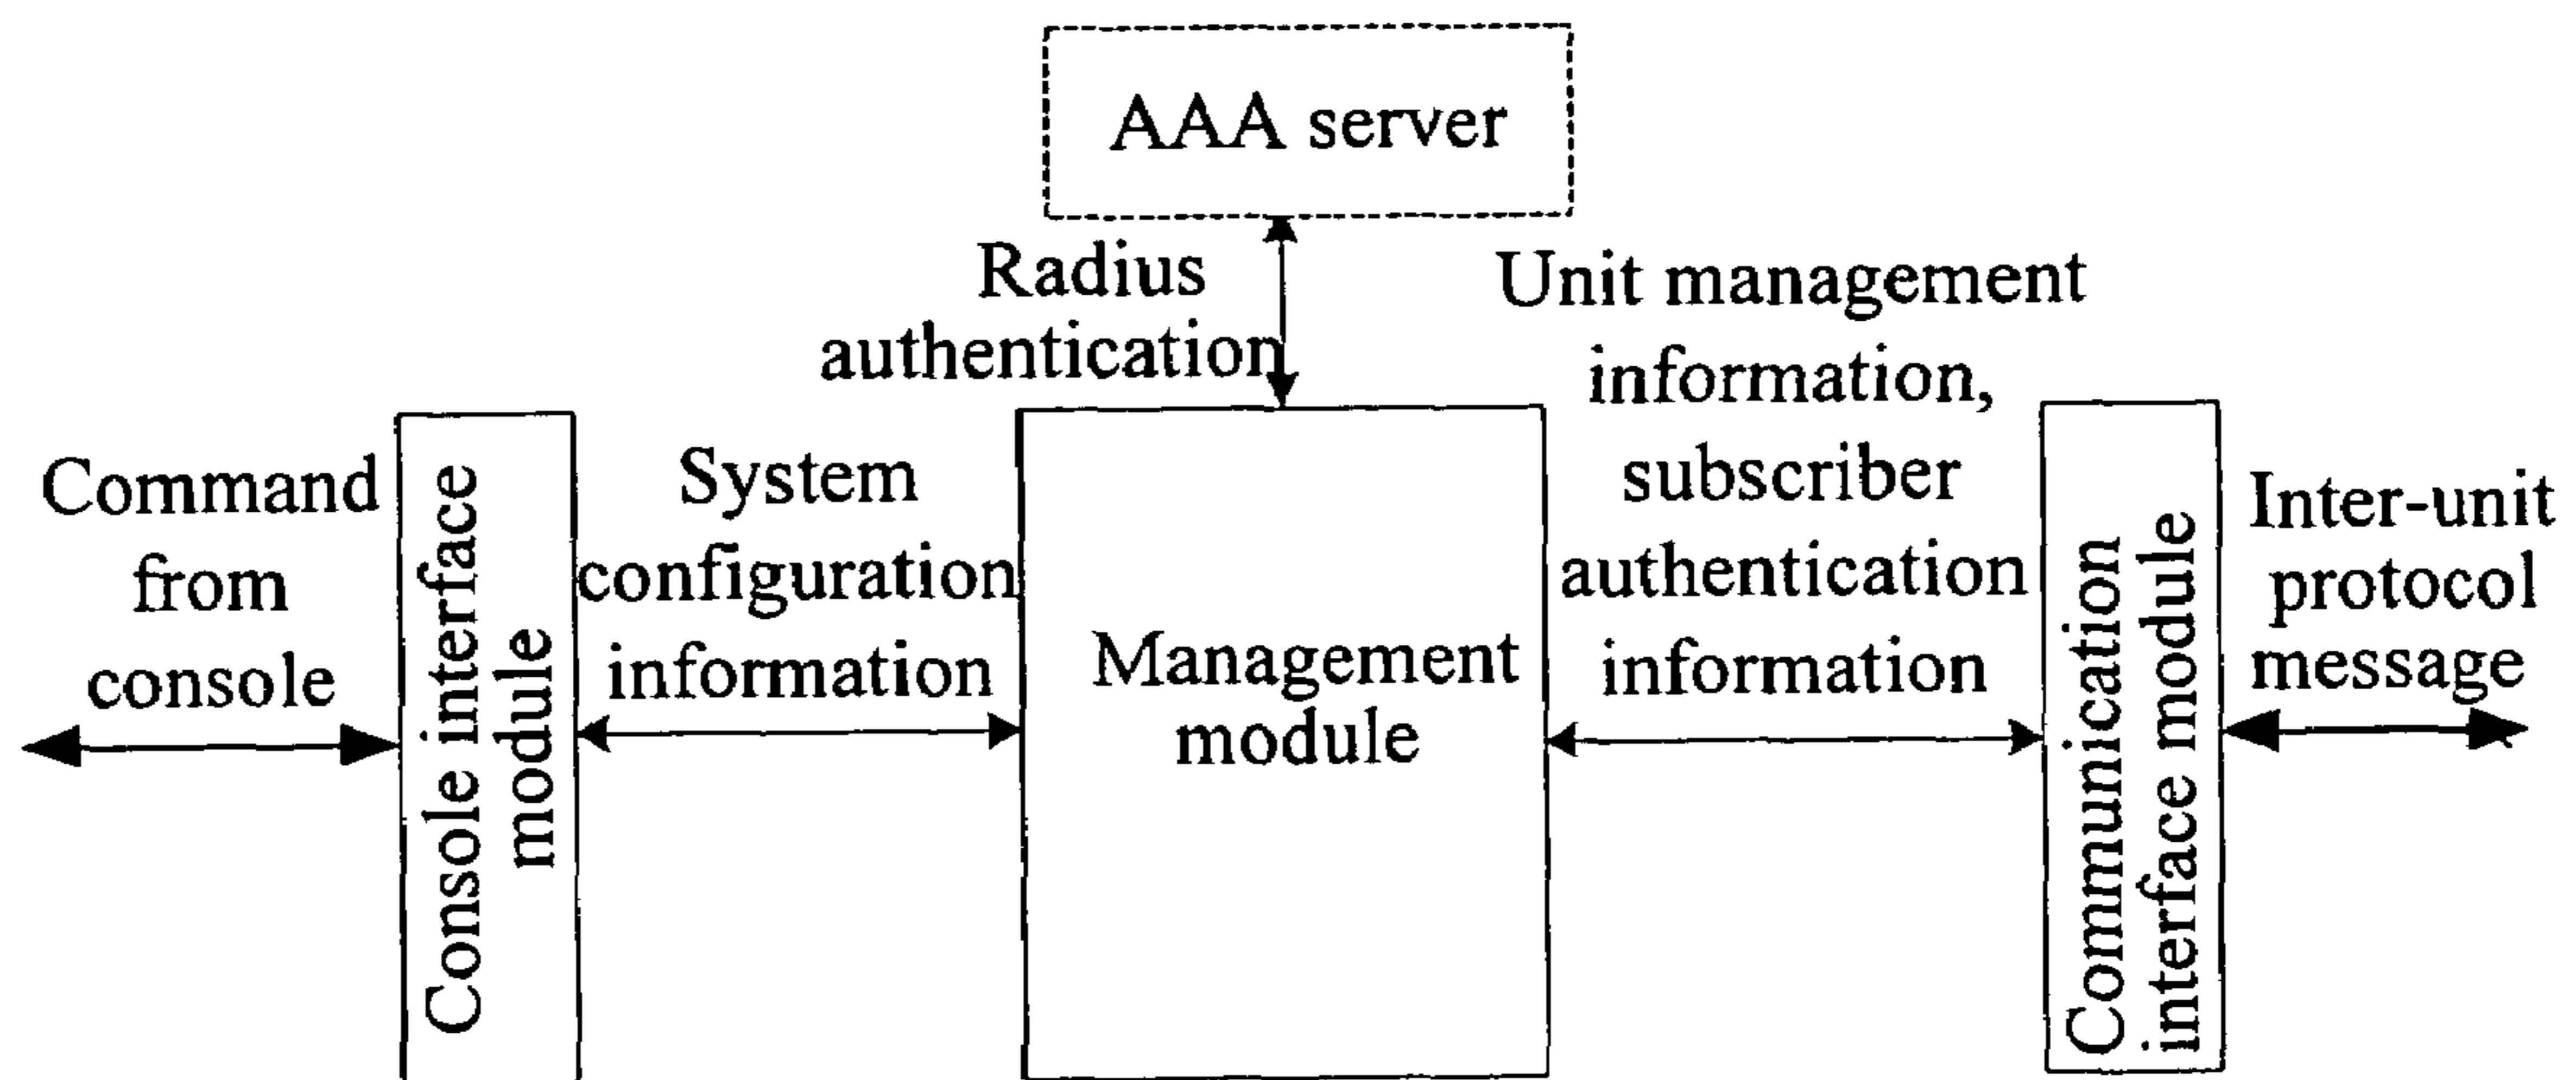 AAA server
Radius
authentication
Unit management
information,
subscriber
authentication
information
Command
from
console
Console interface
module
System
configuration
information
Management
module
Communication
interface module
Inter-unit
protocol
message